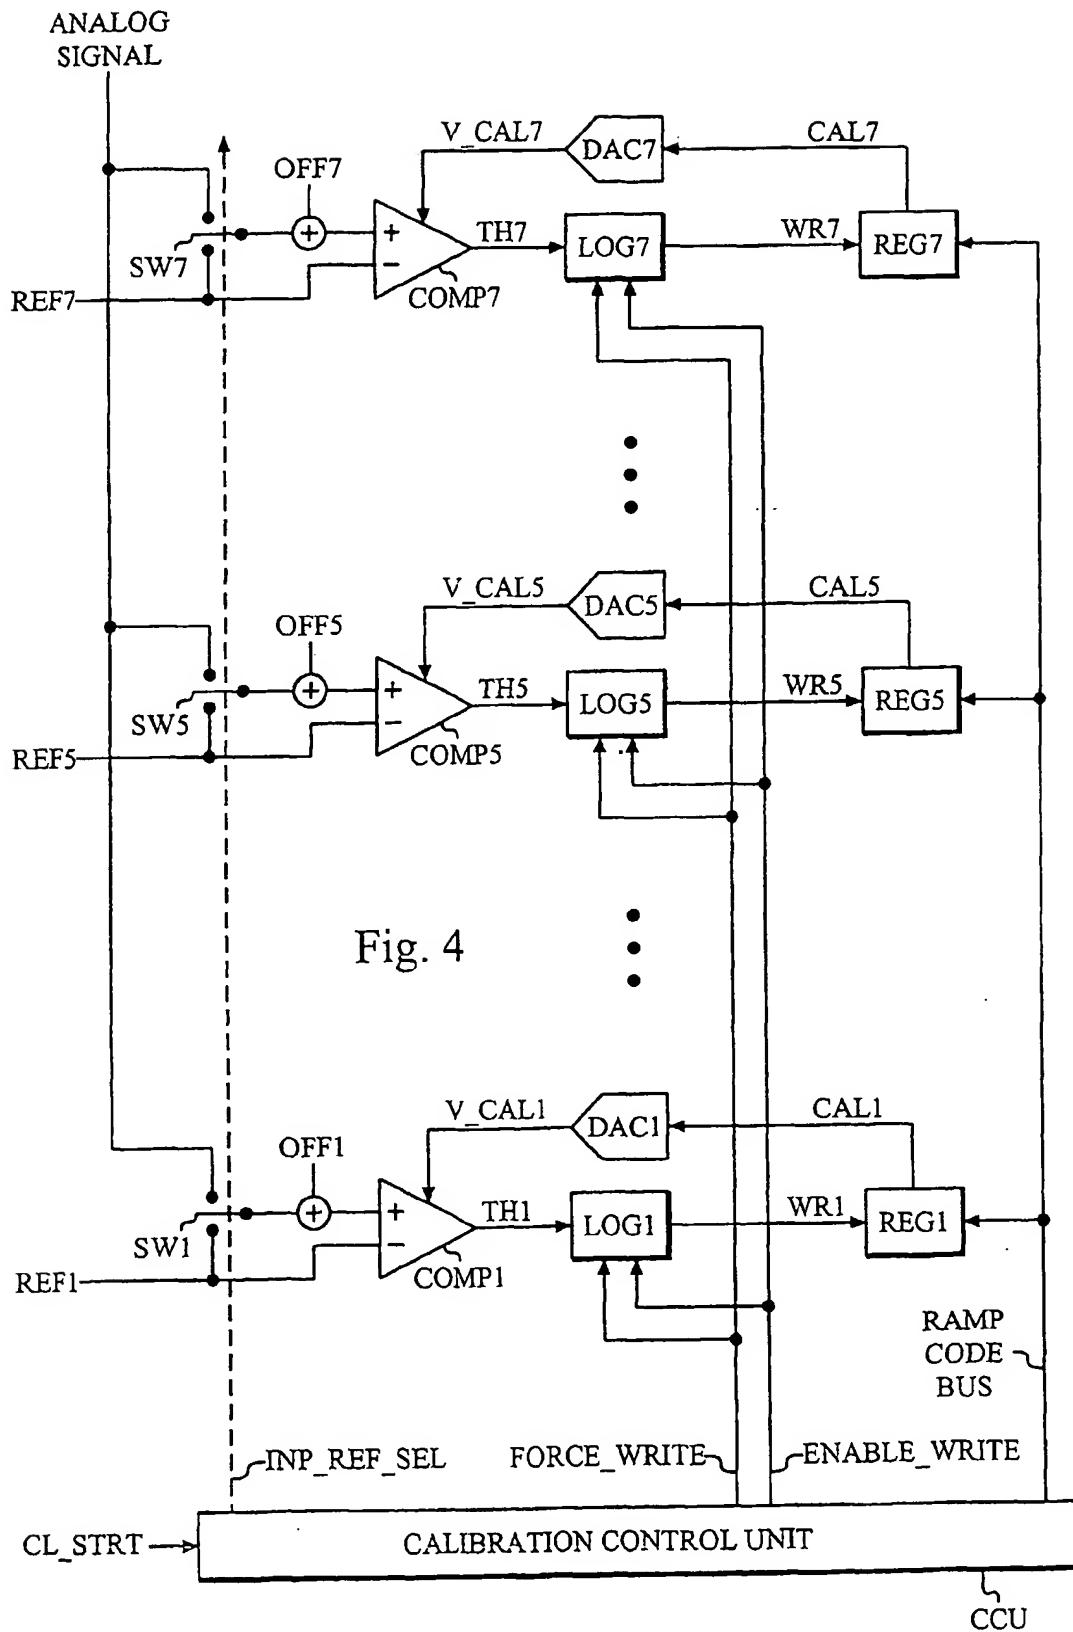 ANALOG
SIGNAL
V_CAL7
DAC7
CAL7
OFF7
+
+
−
TH7
LOG7
WR7
REG7
SW7
COMP7
REF7
V_CAL5
DAC5
CAL5
OFF5
+
+
−
TH5
LOG5
WR5
REG5
SW5
COMP5
REF5
Fig. 4
V_CAL1
DAC1
CAL1
OFF1
+
+
−
TH1
LOG1
WR1
REG1
SW1
COMP1
REF1
RAMP
CODE
BUS
INP_REF_SEL
FORCE_WRITE
ENABLE_WRITE
CL_STRT
CALIBRATION CONTROL UNIT
CCU